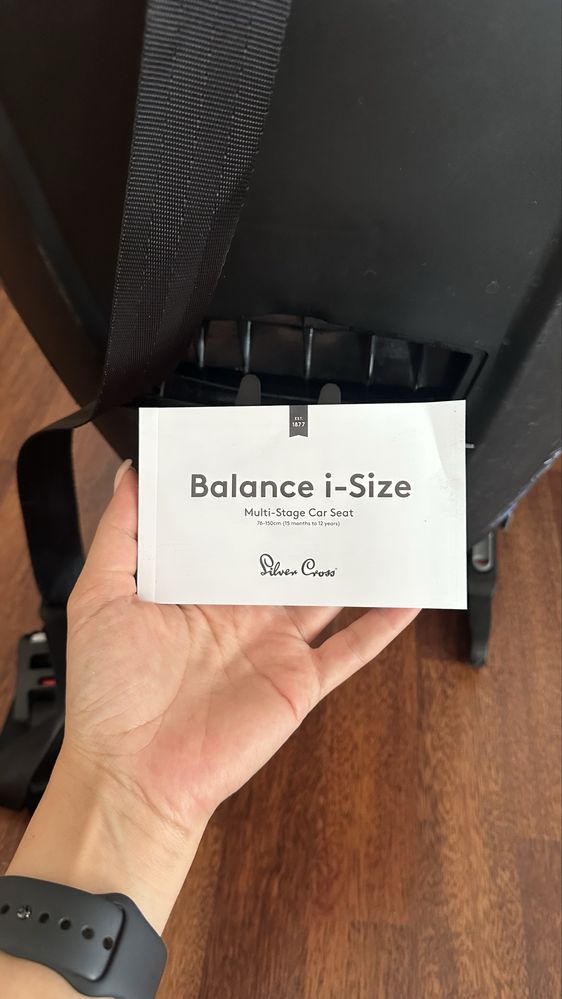 EST.
1877
Balance i-Size
Multi-Stage Car Seat
76-150cm (15 months to 12 years)
Silver Cross